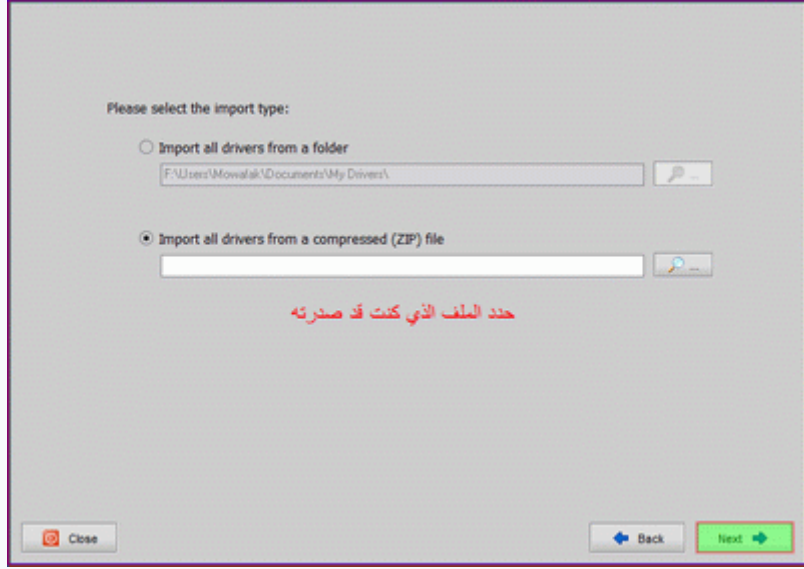 Please select the import type:
Import all drivers from a folder
F:\Users\Mowafak\Documents\My Drivers\
...
Import all drivers from a compressed (ZIP) file
...
حدد الملف الذي كنت قد صدرته
Close
Back
Next